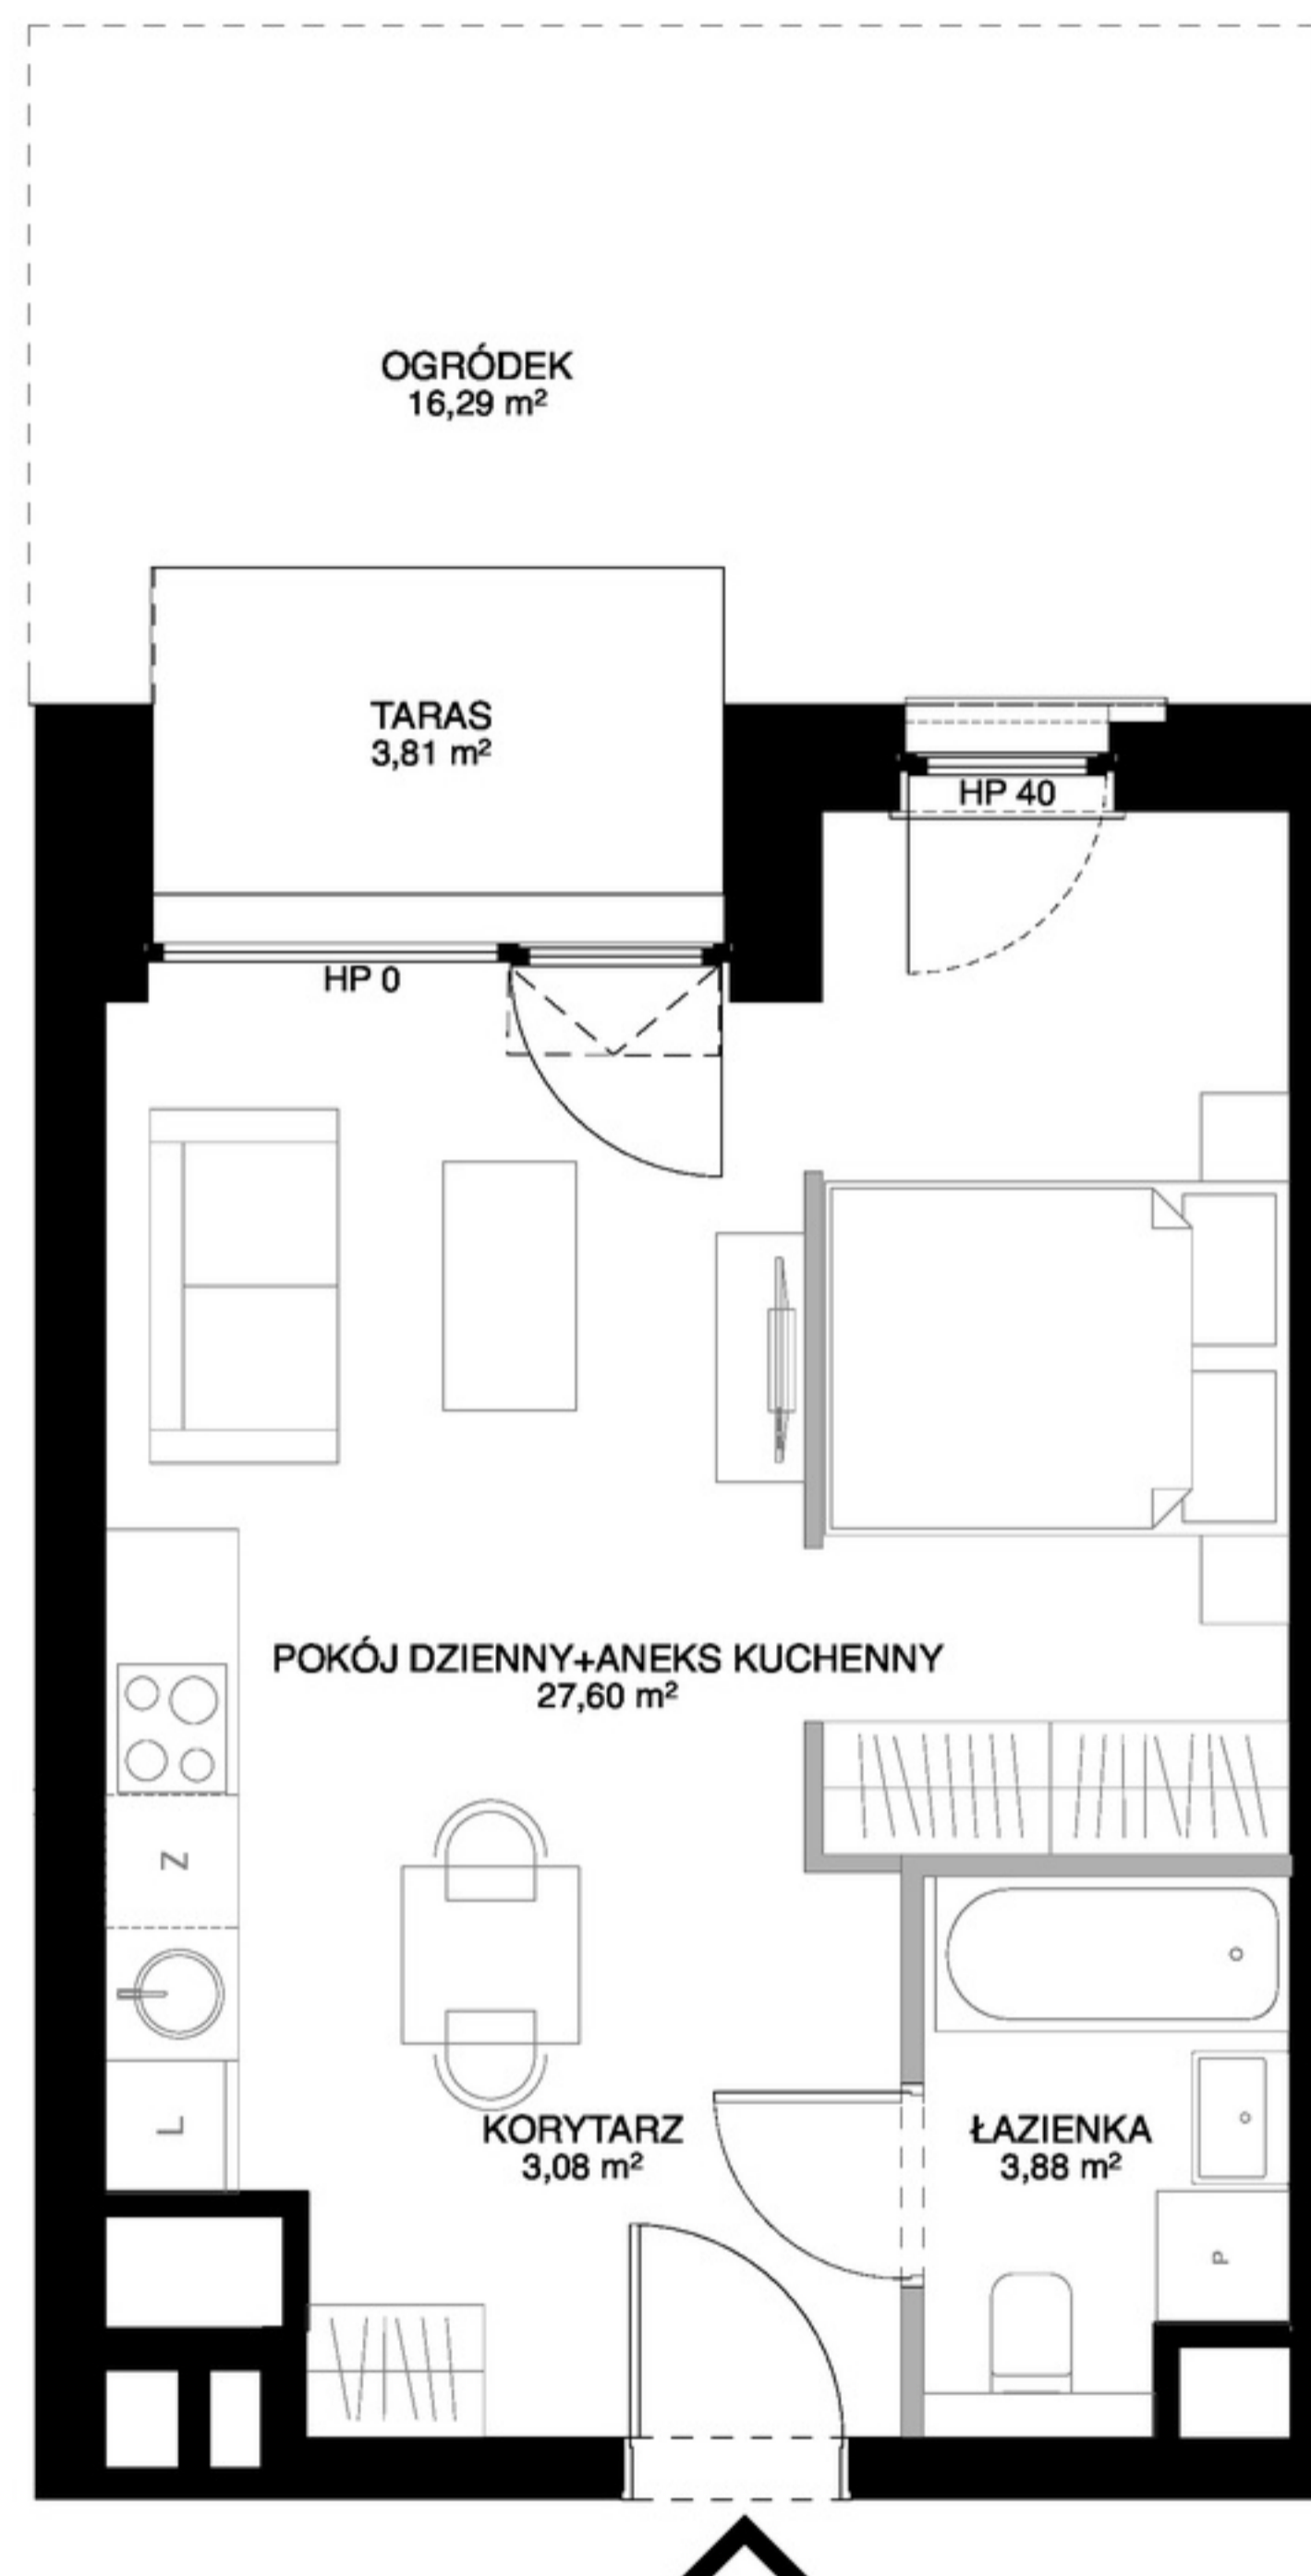 OGRÓDEK
16,29 m²
TARAS
3,81 m²
HP 40
HP 0
POKÓJ DZIENNY+ANEKS KUCHENNY
27,60 m²
Z
L
KORYTARZ
3,08 m²
ŁAZIENKA
3,88 m²
P